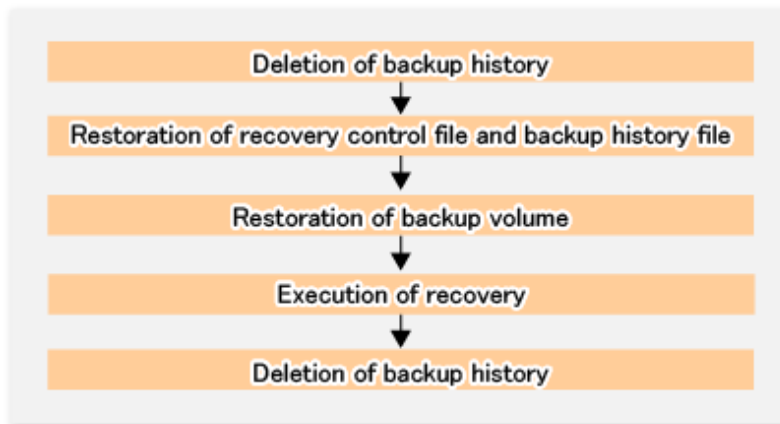 Deletion of backup history
Restoration of recovery control file and backup history file
Restoration of backup volume
Execution of recovery
Deletion of backup history